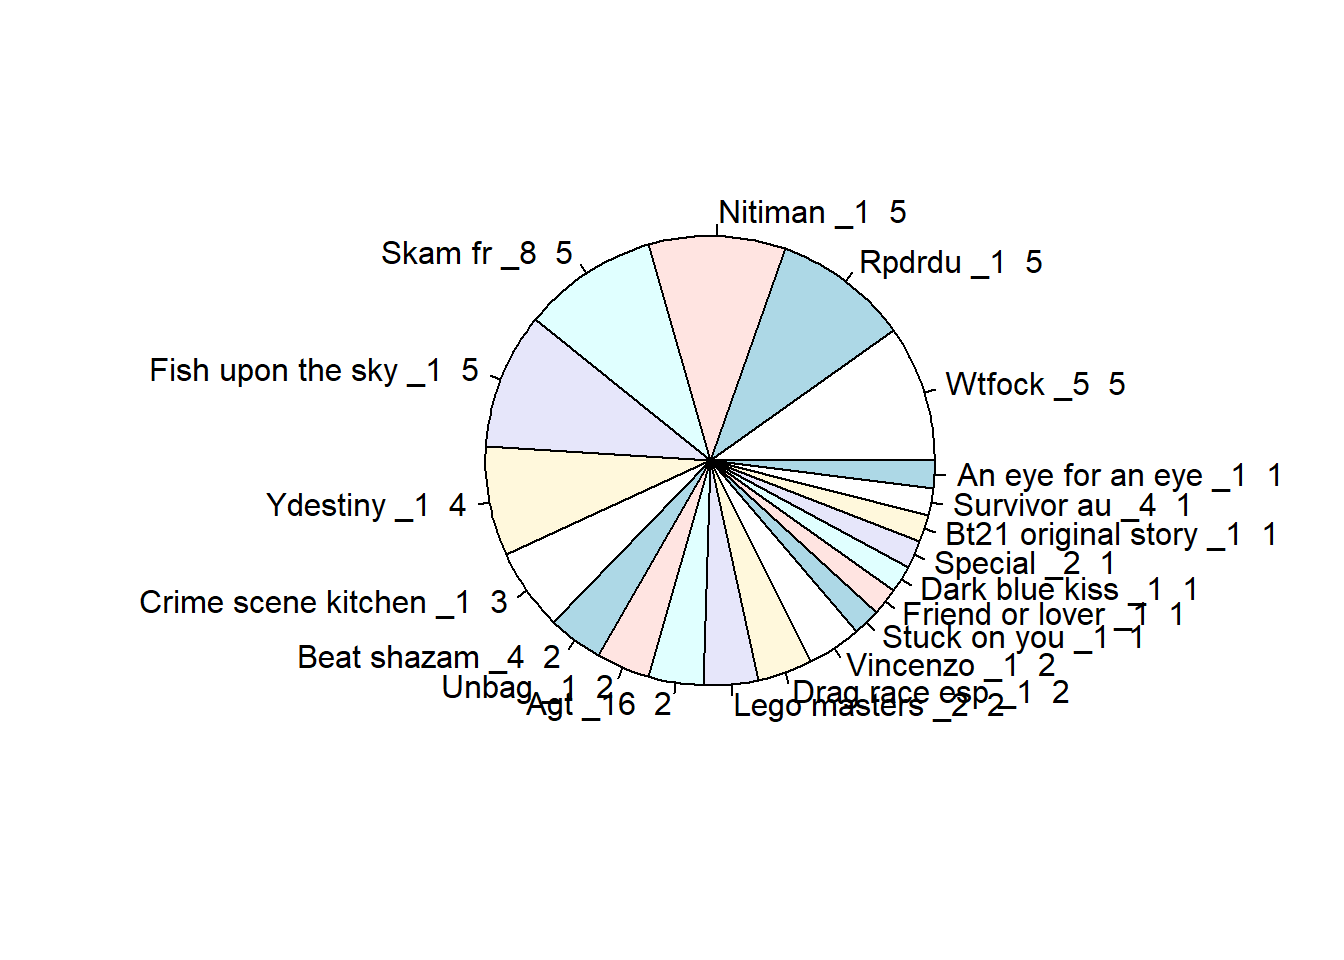 Nitiman _1  5
Skam fr _8  5
Rpdrdu _1  5
Fish upon the sky _1  5
Wtfock _5  5
An eye for an eye _1  1
Ydestiny _1  4
Survivor au _4  1
Bt21 original story _1  1
Special _2  1
Dark blue kiss _1  1
Crime scene kitchen _1  3
Friend or lover _1  1
Stuck on you _1  1
Beat shazam _4  2
Vincenzo _1  2
Unbag _1  2
Drag race esp _1  2
Agt _16  2
Lego masters _2  2